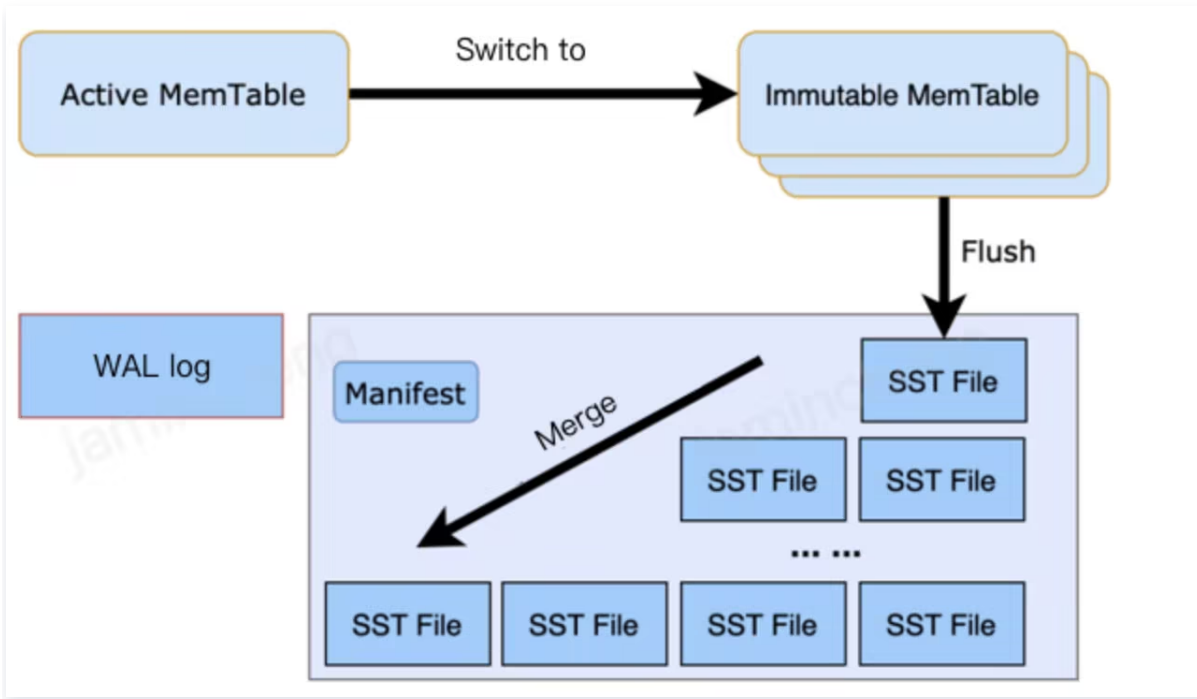 Switch to
Active MemTable
Immutable MemTable
Flush
WAL log
Manifest
Merge
SST File
SST File
SST File
... ...
SST File
SST File
SST File
SST File